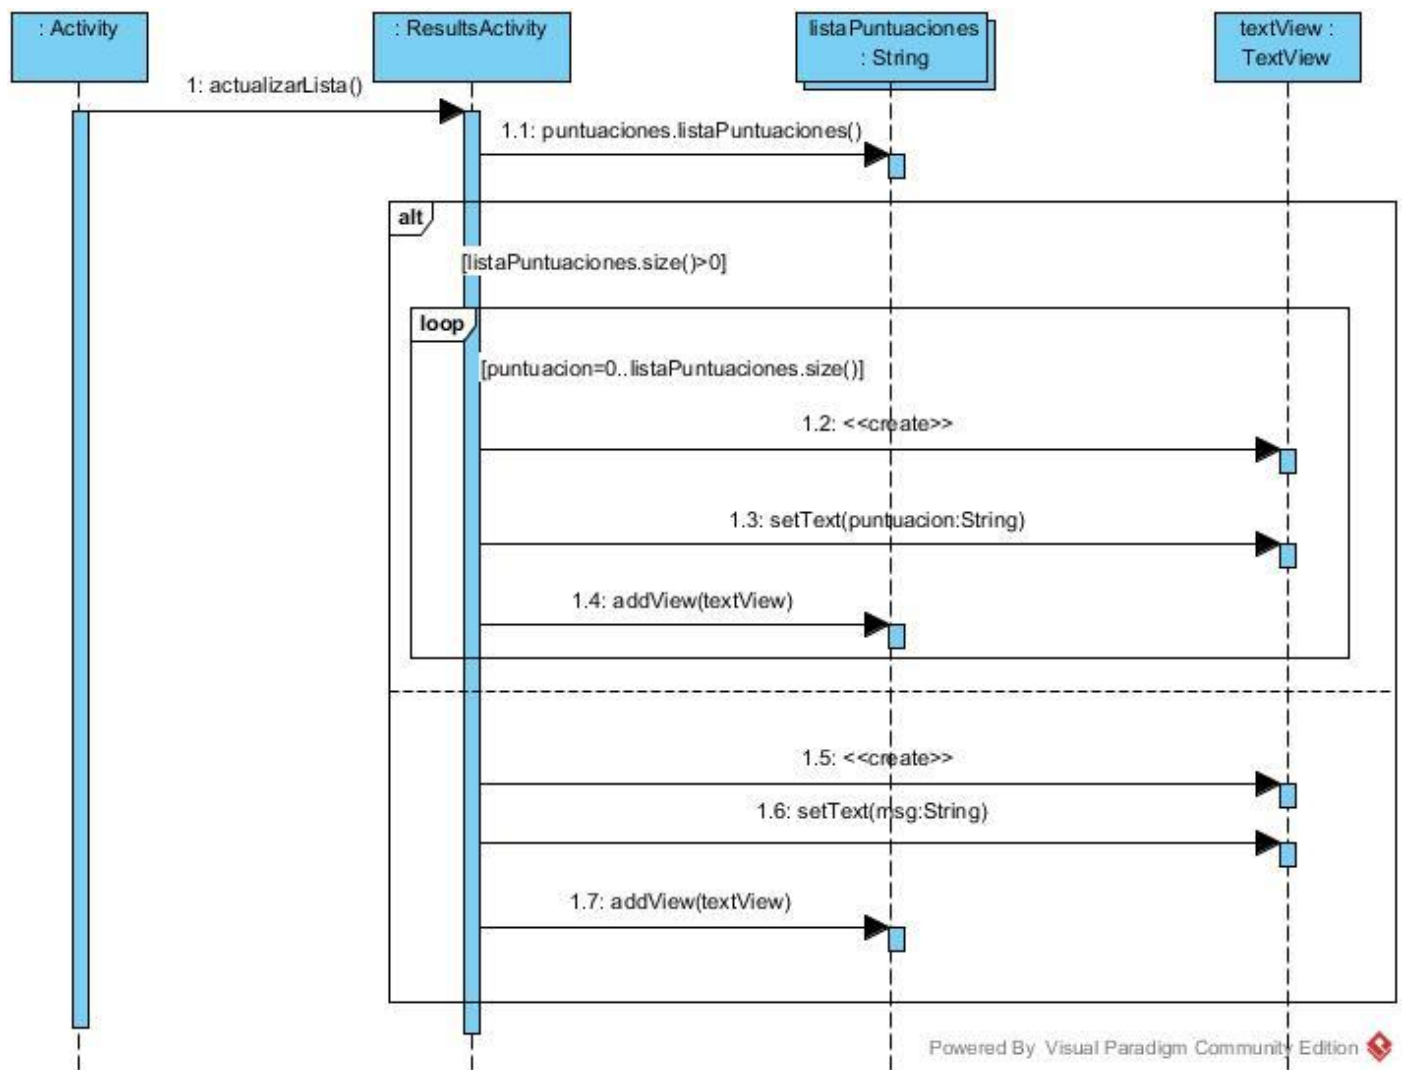 : Activity
: ResultsActivity
listaPuntuaciones
: String
textView :
TextView
1: actualizarLista()
1.1: puntuaciones.listaPuntuaciones()
alt
[listaPuntuaciones.size()>0]
loop
[puntuacion=0..listaPuntuaciones.size()]
1.2: <<create>>
1.3: setText(puntuacion:String)
1.4: addView(textView)
1.5: <<create>>
1.6: setText(msg:String)
1.7: addView(textView)
Powered By Visual Paradigm Community Edition